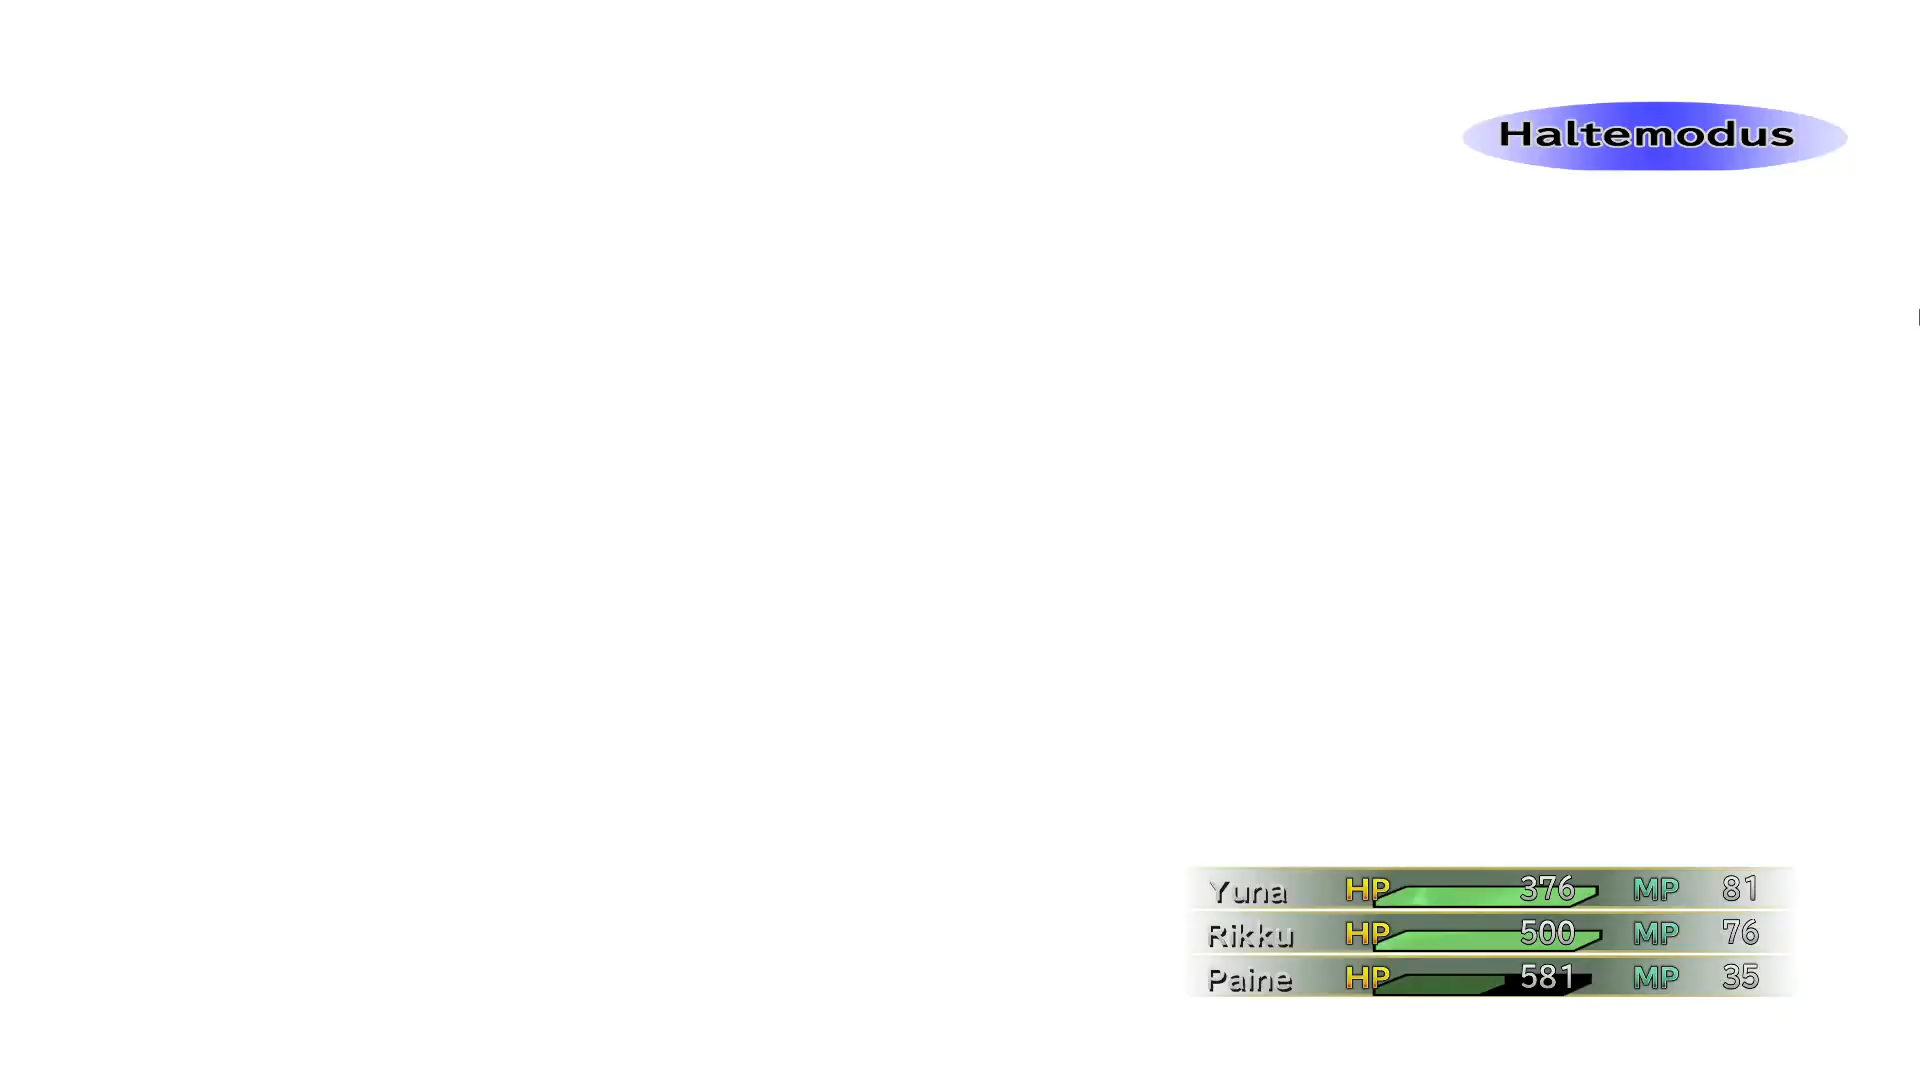 Haltemodus
Yuna HP 376 MP 81
Rikku HP 500 MP 76
Paine HP 581 MP 35